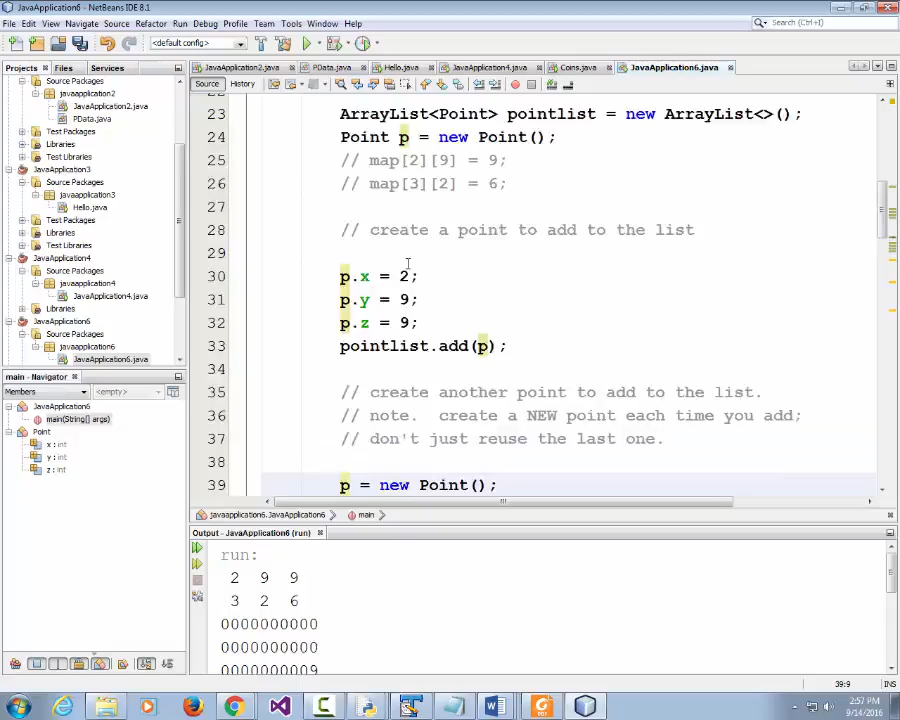 JavaApplication6 - NetBeans IDE 8.1
File Edit View Navigate Source Refactor Run Debug Profile Team Tools Window Help
Search (Ctrl+I)
<default config>
Projects Files Services
JavaApplication2.java PData.java Hello.java JavaApplication4.java Coins.java JavaApplication6.java
Source History
Source Packages
javaapplication2
JavaApplication2.java
PData.java
Test Packages
Libraries
Test Libraries
JavaApplication3
Source Packages
javaapplication3
Hello.java
Test Packages
Libraries
Test Libraries
JavaApplication4
Source Packages
javaapplication4
JavaApplication4.java
Libraries
JavaApplication6
Source Packages
javaapplication6
JavaApplication6.java
23 ArrayList<Point> pointlist = new ArrayList<>();
24 Point p = new Point();
25 // map[2][9] = 9;
26 // map[3][2] = 6;
27
28 // create a point to add to the list
29
30 p.x = 2;
31 p.y = 9;
32 p.z = 9;
33 pointlist.add(p);
34
35 // create another point to add to the list.
36 // note.  create a NEW point each time you add;
37 // don't just reuse the last one.
38
39 p = new Point();
main - Navigator
Members <empty>
JavaApplication6
main(String[] args)
Point
x : int
y : int
z : int
javaapplication6.JavaApplication6 main
Output - JavaApplication6 (run)
run:
2 9 9
3 2 6
0000000000
0000000000
0000000009
39:9 INS
2:57 PM
9/14/2016